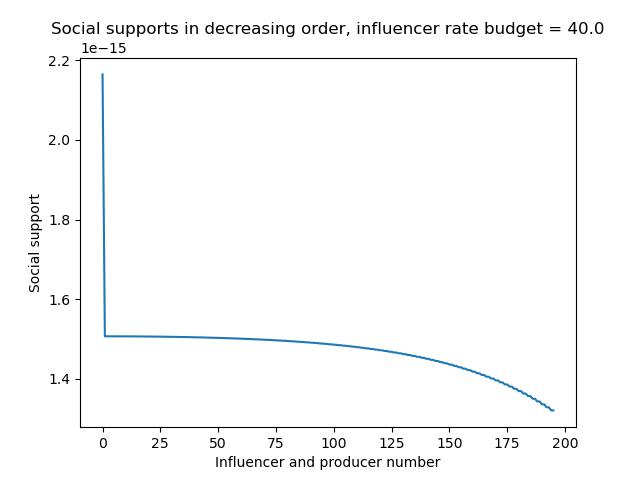 Social supports in decreasing order, influencer rate budget = 40.0
1e−15
2.2
2.0
1.8
1.6
1.4
Social support
0 25 50 75 100 125 150 175 200
Influencer and producer number